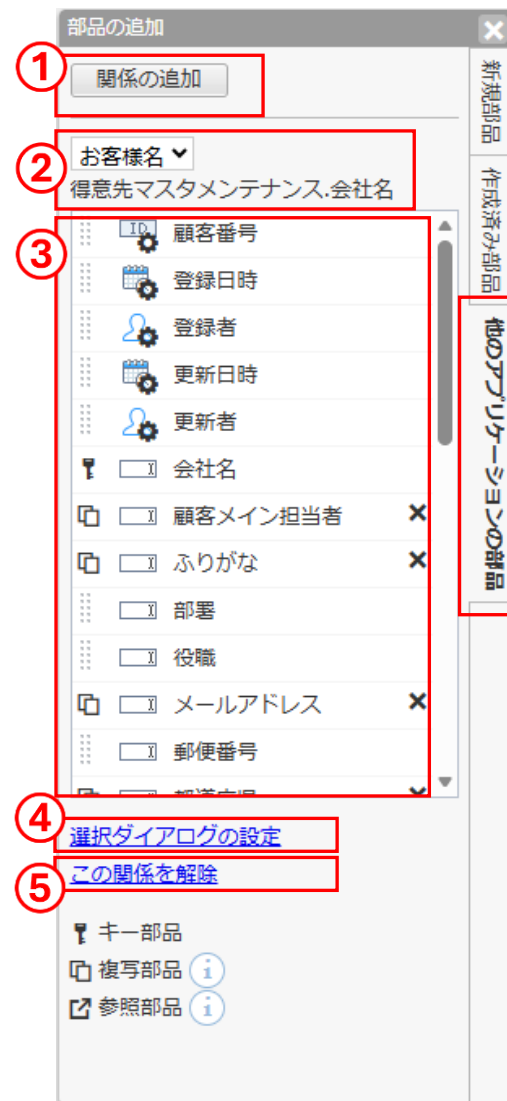 部品の追加
①
関係の追加
②
お客様名
得意先マスタメンテナンス.会社名
③
ID 顧客番号
登録日時
登録者
更新日時
更新者
会社名
顧客メイン担当者
ふりがな
部署
役職
メールアドレス
郵便番号
④
選択ダイアログの設定
⑤
この関係を解除
キー部品
複写部品 i
参照部品 i
新規部品
作成済み部品
他のアプリケーションの部品